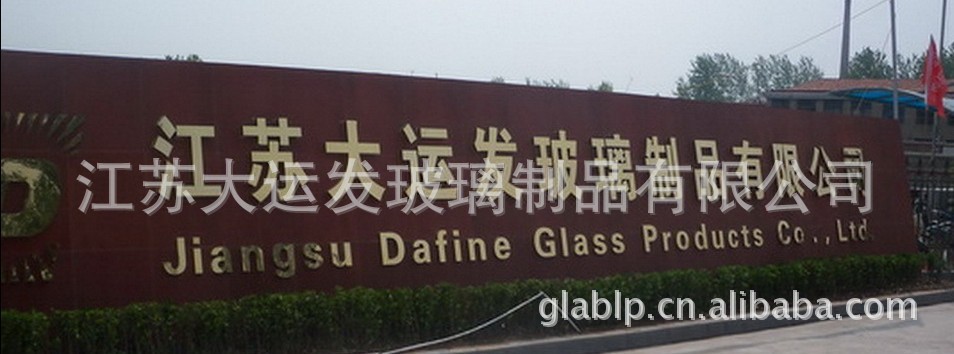 江苏大运发玻璃制品有限公司
江苏大运发玻璃制品有限公司
Jiangsu Dafine Glass Products Co.,Ltd.
glablp.cn.alibaba.com